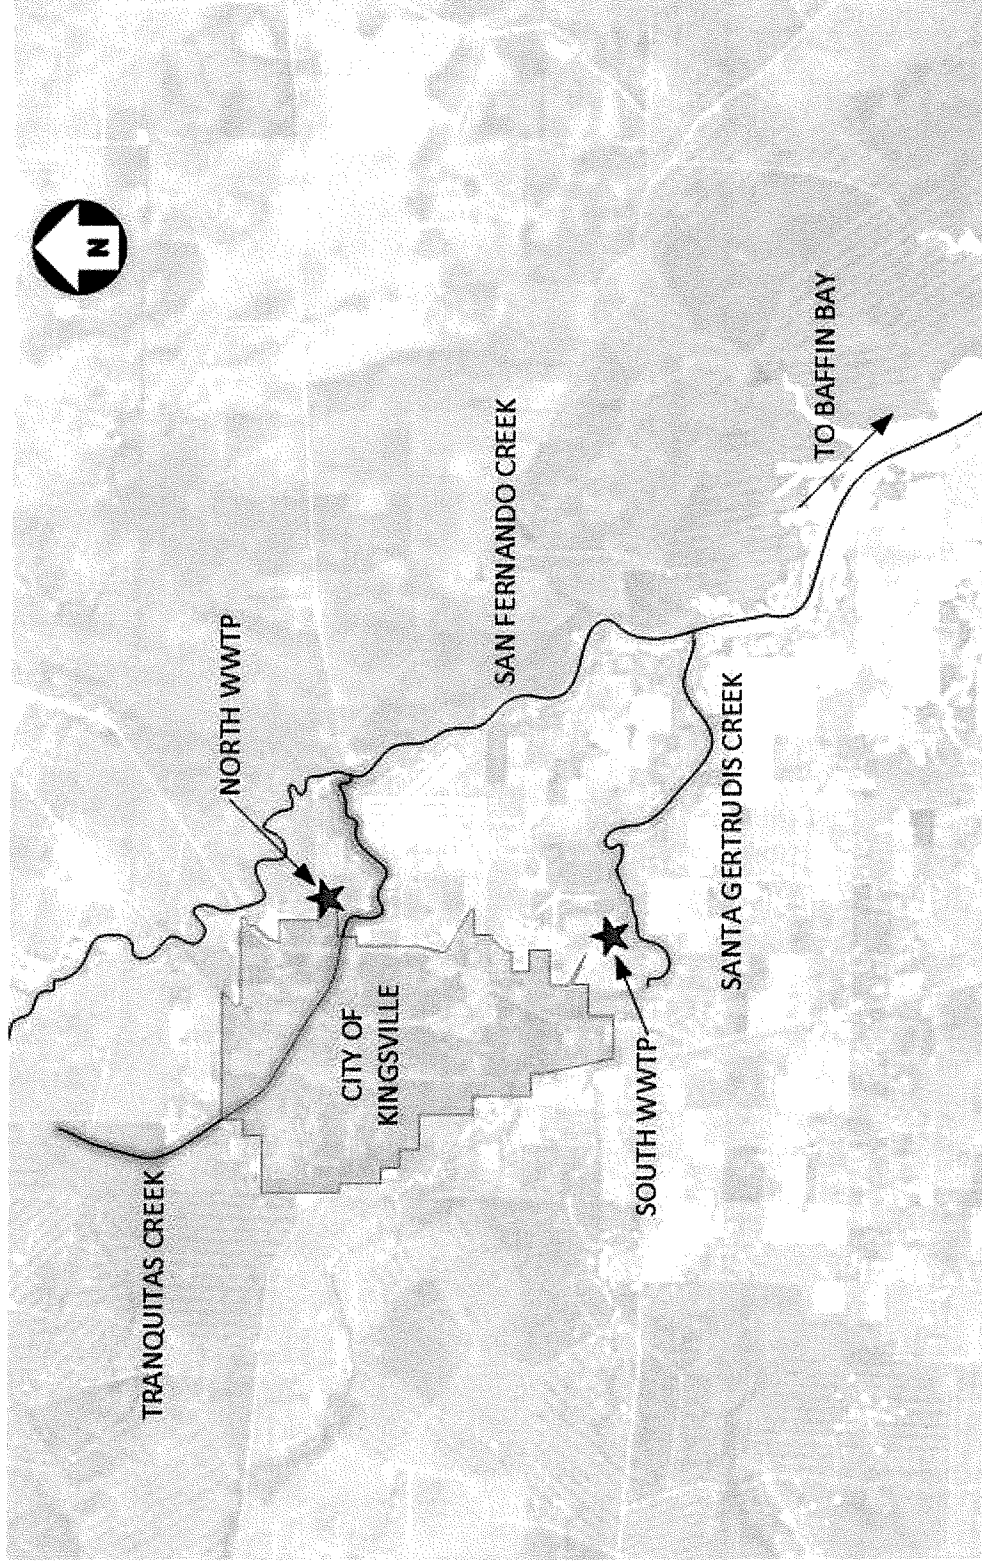 N
TRANQUITAS CREEK
NORTH WWTP
CITY OF
KINGSVILLE
SAN FERNANDO CREEK
SOUTH WWTP
SANTA GERTRUDIS CREEK
TO BAFFIN BAY